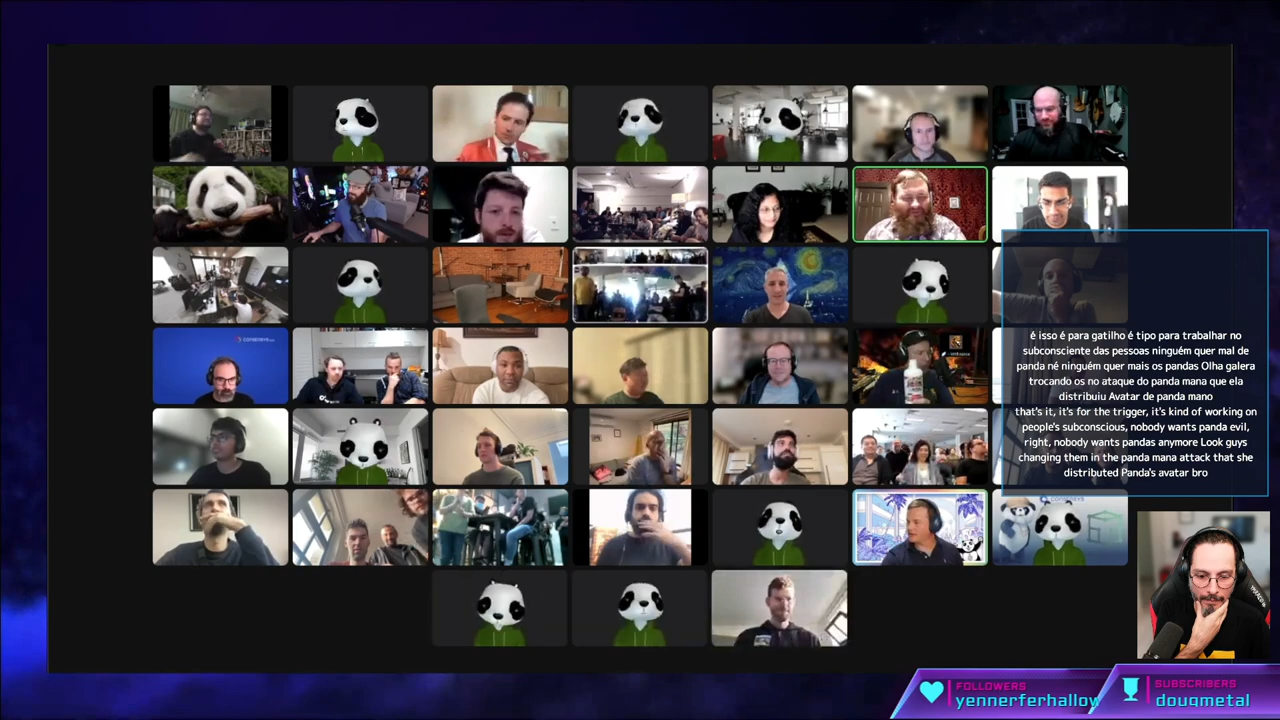 CONSENSYS
é isso é para gatilho é tipo para trabalhar no
subconsciente das pessoas ninguém quer mal de
panda né ninguém quer mais os pandas Olha galera
trocando os no ataque do panda mana que ela
distribuiu Avatar de panda mano
that's it, it's for the trigger, it's kind of working on
people's subconscious, nobody wants panda evil,
right, nobody wants pandas anymore Look guys
changing them in the panda mana attack that she
distributed Panda's avatar bro
CONSENSYS
FOLLOWERS
yennerferhallow
SUBSCRIBERS
dougmetal